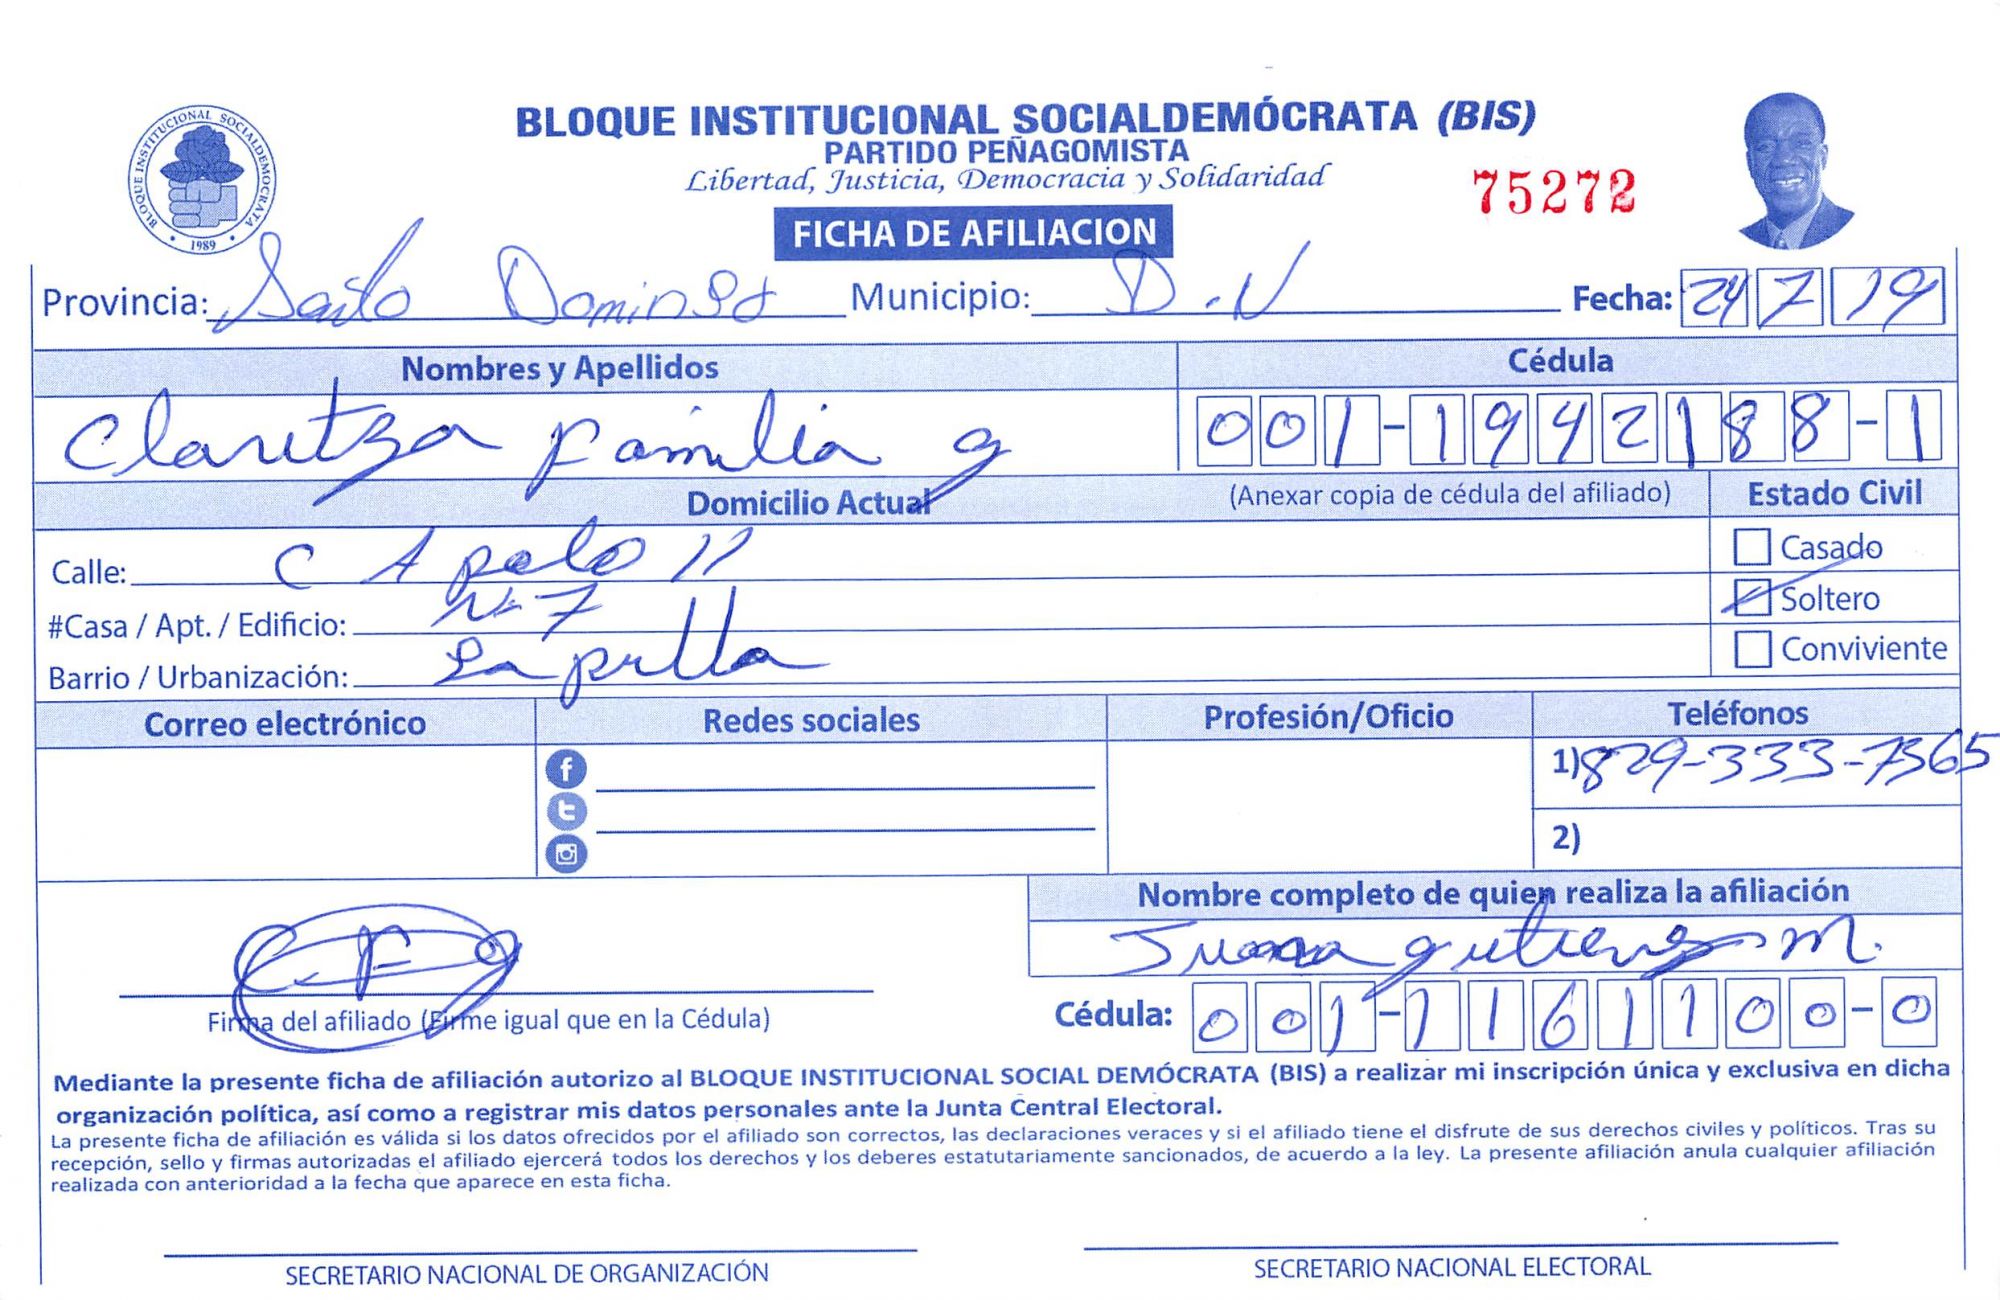 BLOQUE INSTITUCIONAL SOCIALDEMÓCRATA (BIS)
PARTIDO PEÑAGOMISTA
Libertad, Justicia, Democracia y Solidaridad
75272
BLOQUE INSTITUCIONAL SOCIALDEMOCRATA
1989
FICHA DE AFILIACION
Provincia: Santo Domingo Municipio: D.N Fecha: 24 7 19
Nombres y Apellidos Cédula
Claritza Familia g 001-1942188-1
Domicilio Actual (Anexar copia de cédula del afiliado) Estado Civil
Calle: C Apolo 11 Casado
#Casa / Apt. / Edificio: N-7 Soltero
Barrio / Urbanización: Conviviente
Correo electrónico Redes sociales Profesión/Oficio Teléfonos
1) 829-333-7365
2)
Nombre completo de quien realiza la afiliación
Juana gutierrez m.
Firma del afiliado (Firme igual que en la Cédula) Cédula: 001-1161100-0
Mediante la presente ficha de afiliación autorizo al BLOQUE INSTITUCIONAL SOCIAL DEMÓCRATA (BIS) a realizar mi inscripción única y exclusiva en dicha
organización política, así como a registrar mis datos personales ante la Junta Central Electoral.
La presente ficha de afiliación es válida si los datos ofrecidos por el afiliado son correctos, las declaraciones veraces y si el afiliado tiene el disfrute de sus derechos civiles y políticos. Tras su
recepción, sello y firmas autorizadas el afiliado ejercerá todos los derechos y los deberes estatutariamente sancionados, de acuerdo a la ley. La presente afiliación anula cualquier afiliación
realizada con anterioridad a la fecha que aparece en esta ficha.
SECRETARIO NACIONAL DE ORGANIZACIÓN SECRETARIO NACIONAL ELECTORAL